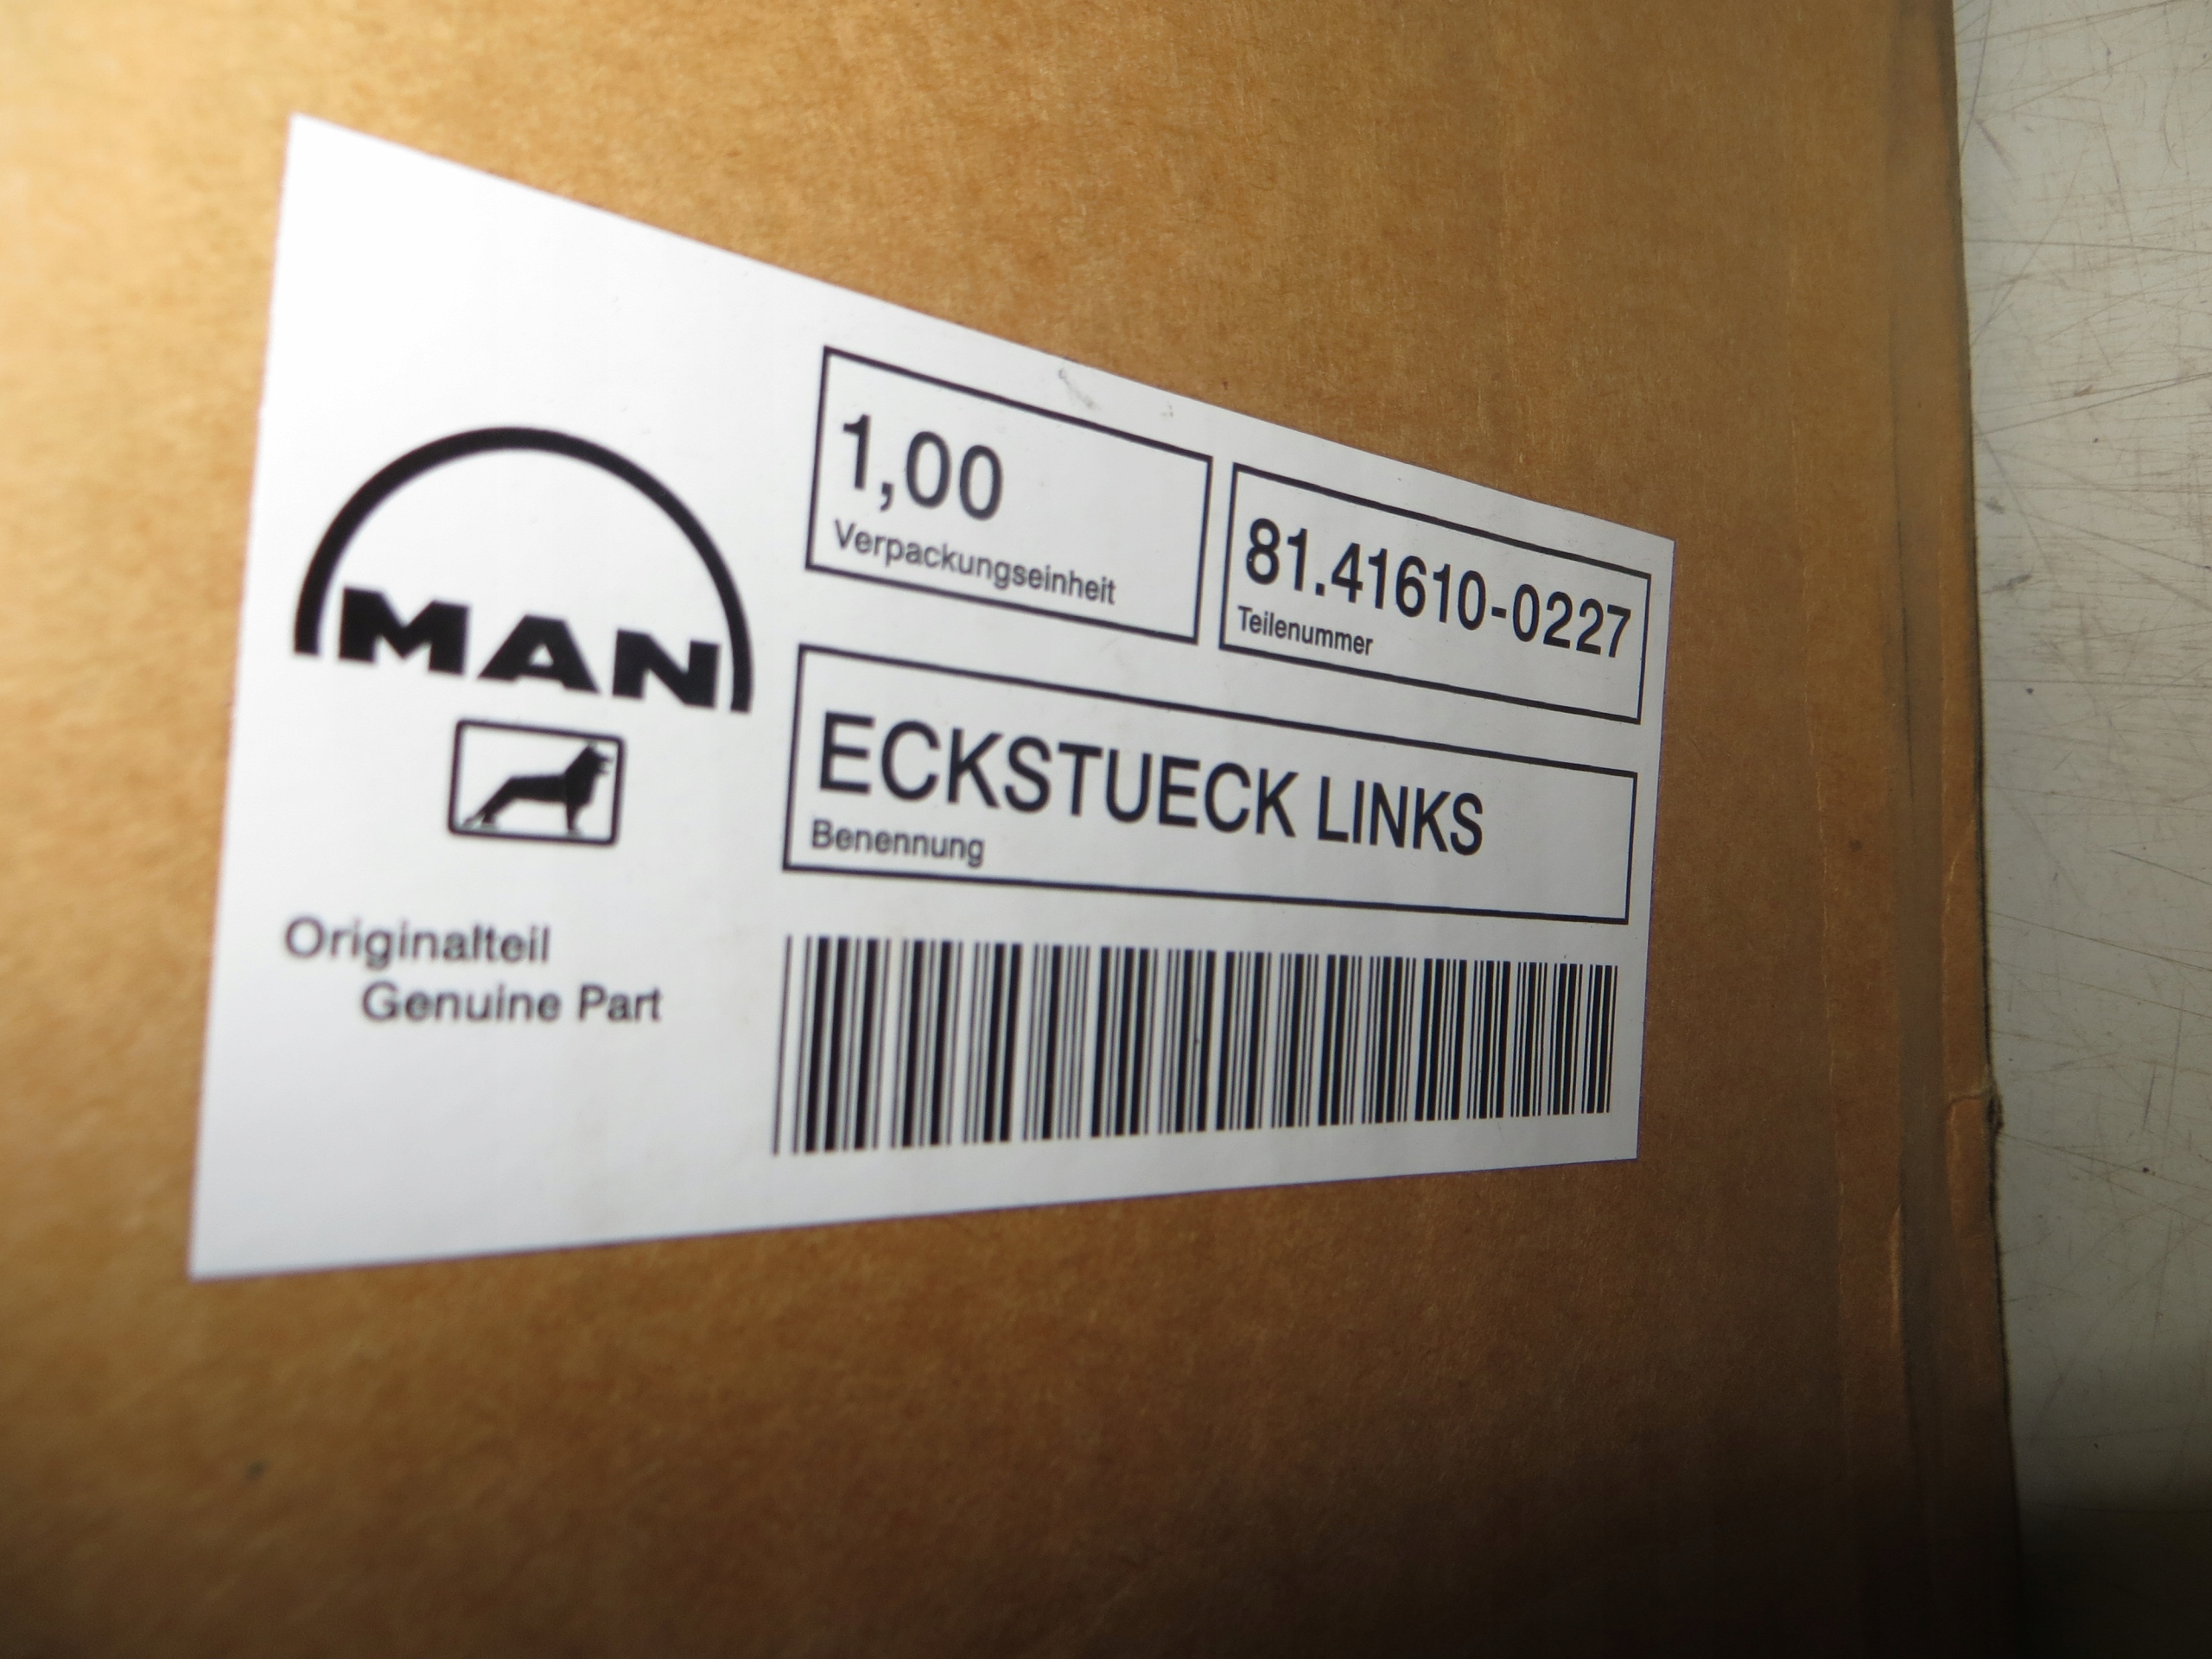 MAN
Originalteil
Genuine Part
1,00
Verpackungseinheit
81.41610-0227
Teilenummer
ECKSTUECK LINKS
Benennung